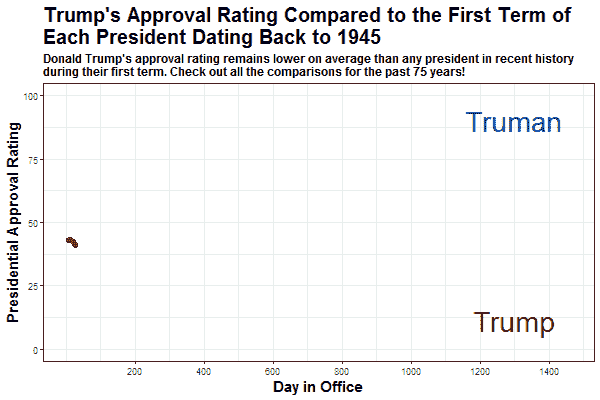 Trump's Approval Rating Compared to the First Term of
Each President Dating Back to 1945
Donald Trump's approval rating remains lower on average than any president in recent history
during their first term. Check out all the comparisons for the past 75 years!
100
75
50
25
0
Presidential Approval Rating
Truman
Trump
200 400 600 800 1000 1200 1400
Day in Office